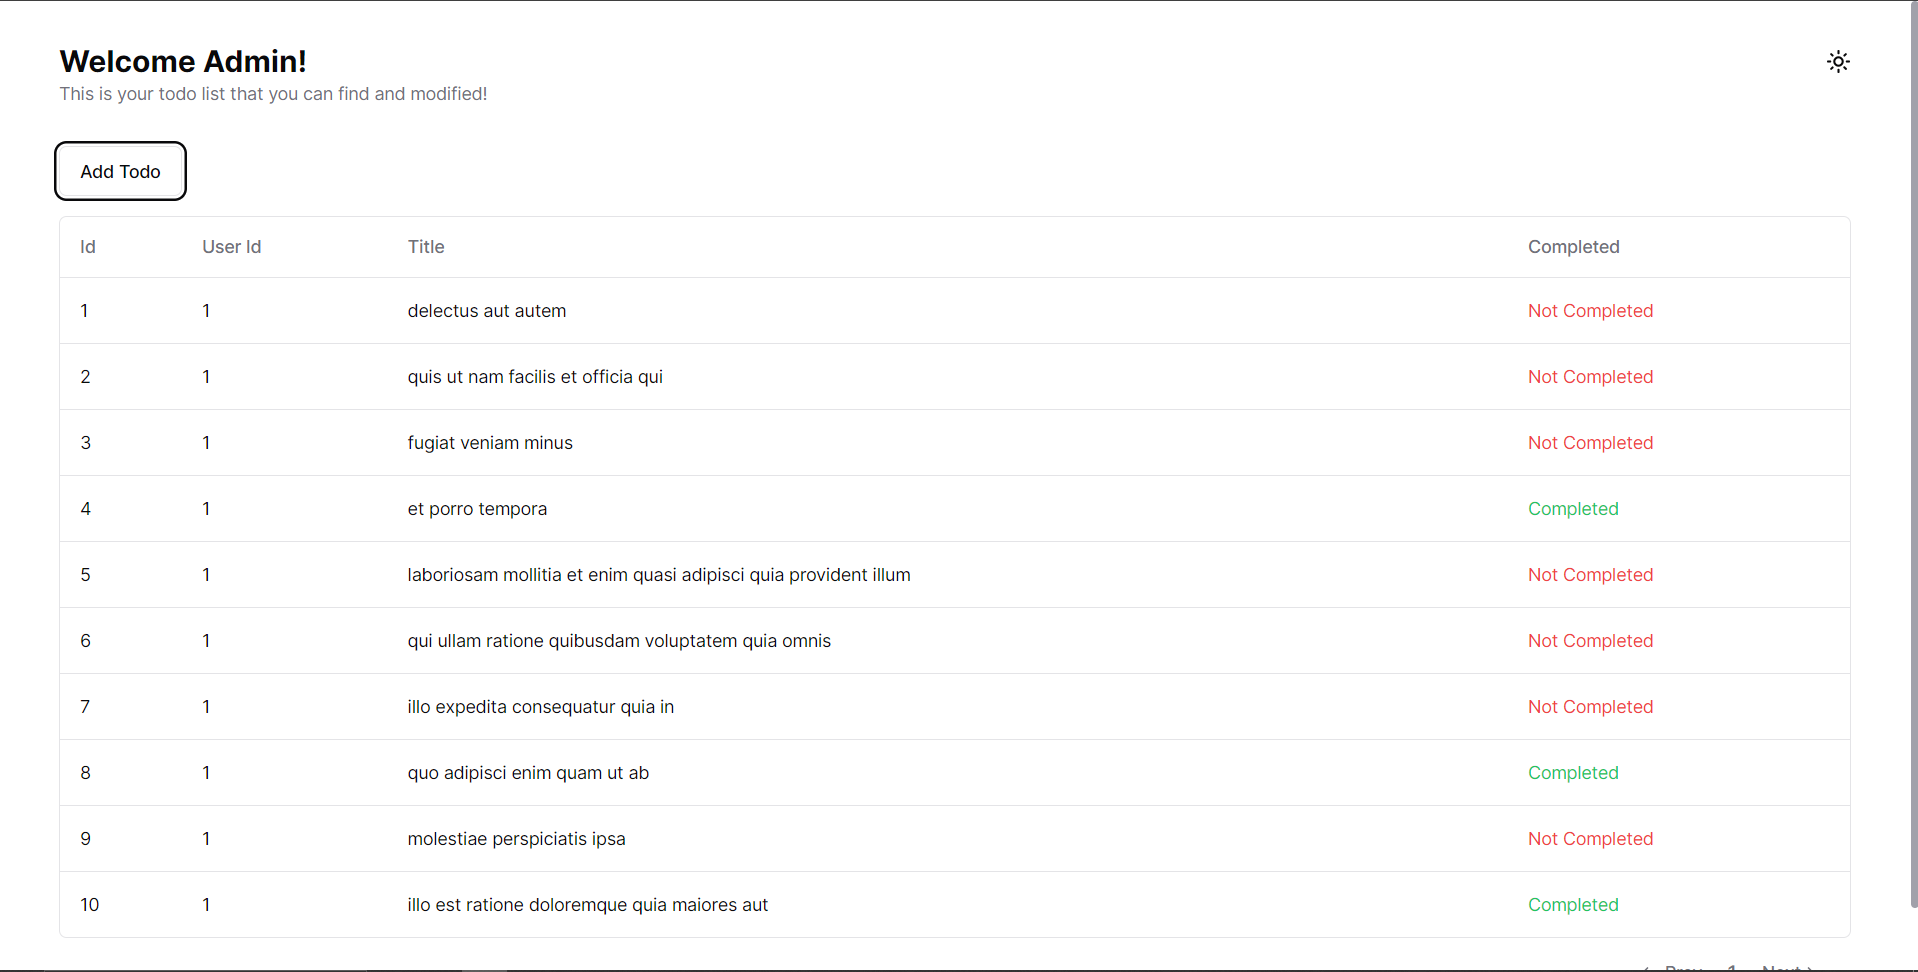 Welcome Admin!
This is your todo list that you can find and modified!
Add Todo
Id User Id Title Completed
1 1 delectus aut autem Not Completed
2 1 quis ut nam facilis et officia qui Not Completed
3 1 fugiat veniam minus Not Completed
4 1 et porro tempora Completed
5 1 laboriosam mollitia et enim quasi adipisci quia provident illum Not Completed
6 1 qui ullam ratione quibusdam voluptatem quia omnis Not Completed
7 1 illo expedita consequatur quia in Not Completed
8 1 quo adipisci enim quam ut ab Completed
9 1 molestiae perspiciatis ipsa Not Completed
10 1 illo est ratione doloremque quia maiores aut Completed
Prev 1 Next